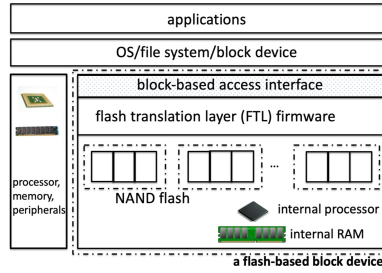 applications
OS/file system/block device
block-based access interface
flash translation layer (FTL) firmware
...
NAND flash
processor,
memory,
peripherals
internal processor
internal RAM
a flash-based block device